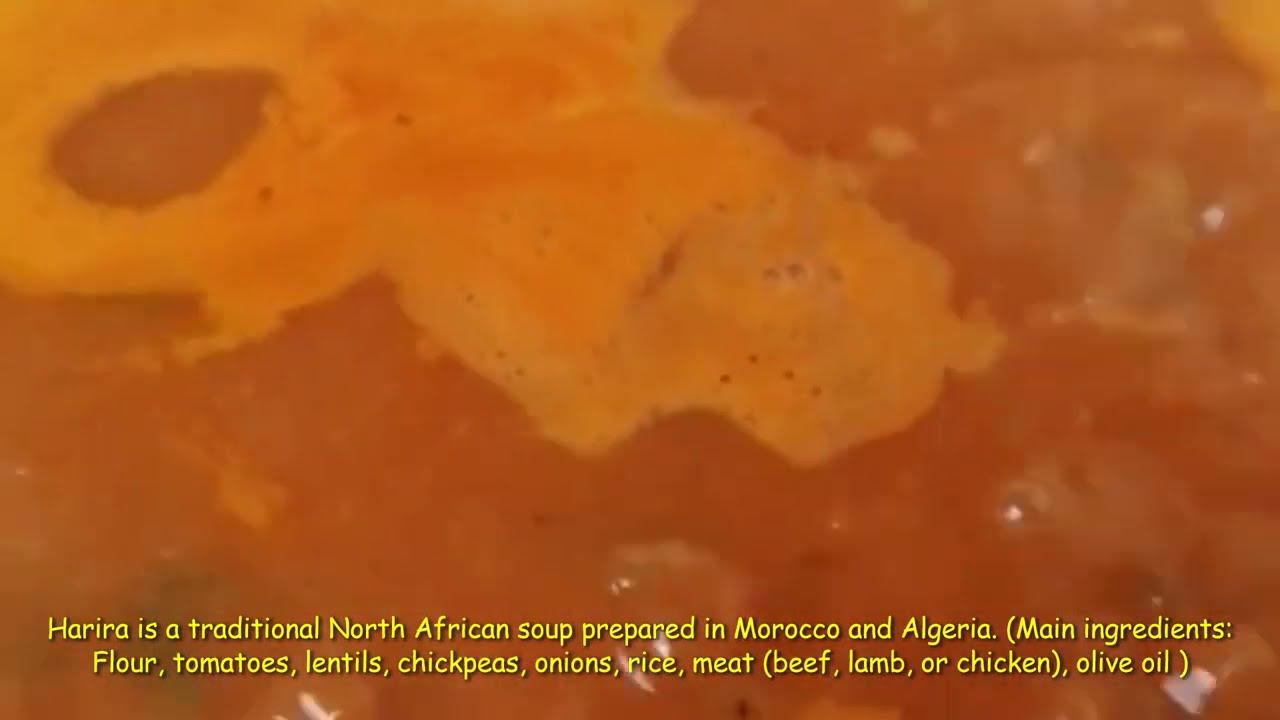 Harira is a traditional North African soup prepared in Morocco and Algeria. (Main ingredients:
Flour, tomatoes, lentils, chickpeas, onions, rice, meat (beef, lamb, or chicken), olive oil )